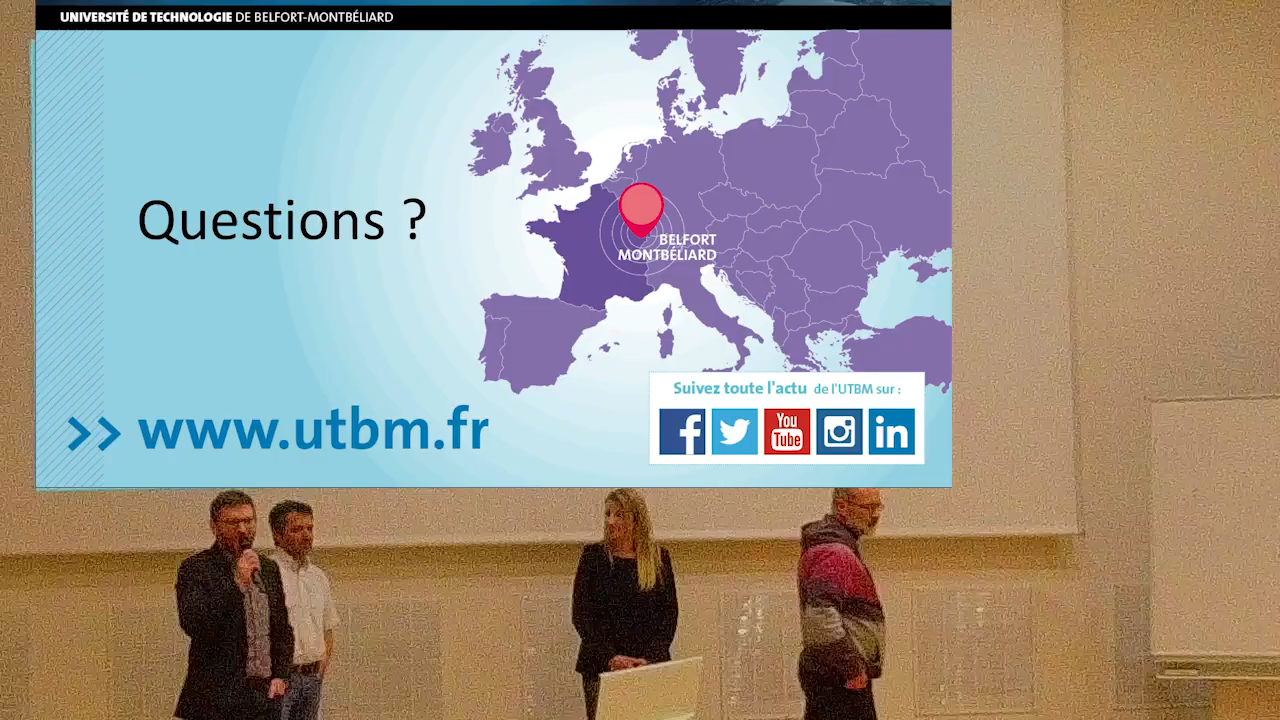 UNIVERSITÉ DE TECHNOLOGIE DE BELFORT-MONTBÉLIARD
Questions ?
BELFORT
MONTBÉLIARD
Suivez toute l'actu de l'UTBM sur :
You
Tube
in
>> www.utbm.fr